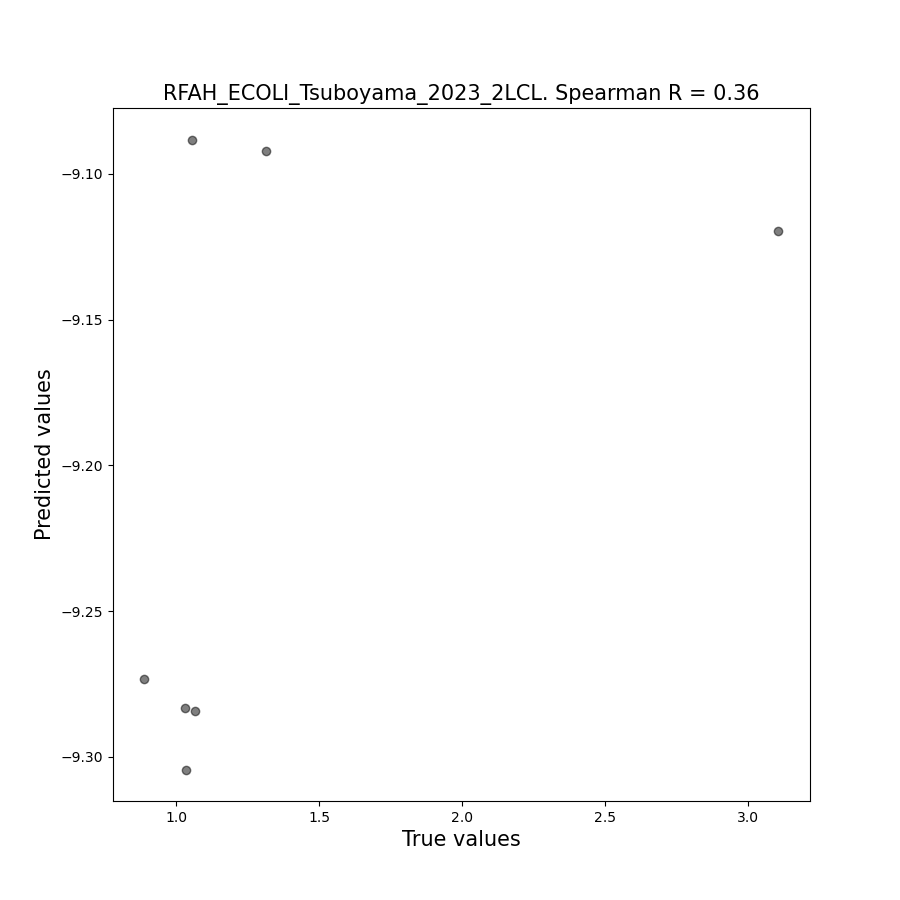 RFAH_ECOLI_Tsuboyama_2023_2LCL. Spearman R = 0.36
Predicted values
−9.10
−9.15
−9.20
−9.25
−9.30
1.0 1.5 2.0 2.5 3.0
True values